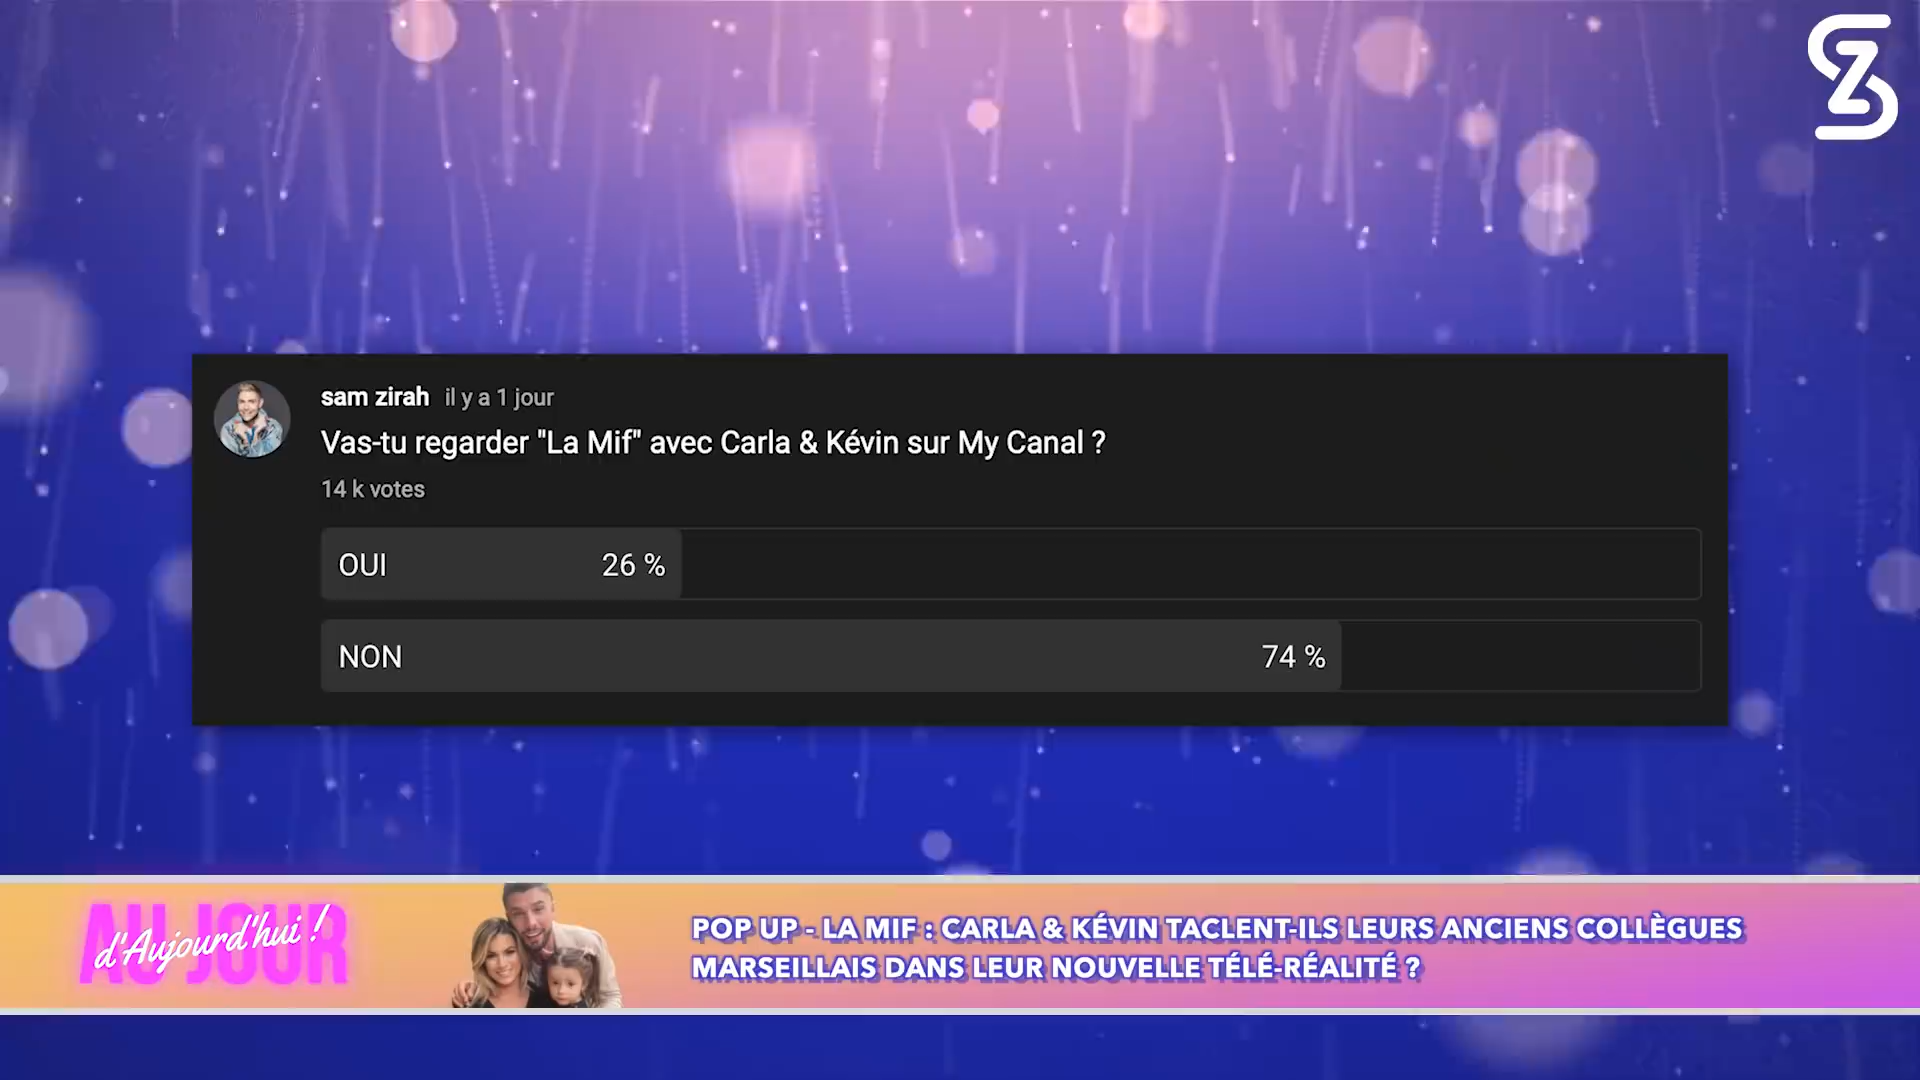 SZ
sam zirah il y a 1 jour
Vas-tu regarder "La Mif" avec Carla & Kévin sur My Canal ?
14 k votes
OUI 26 %
NON 74 %
AU JOUR
d'Aujourd'hui !
POP UP - LA MIF : CARLA & KÉVIN TACLENT-ILS LEURS ANCIENS COLLÈGUES
MARSEILLAIS DANS LEUR NOUVELLE TÉLÉ-RÉALITÉ ?